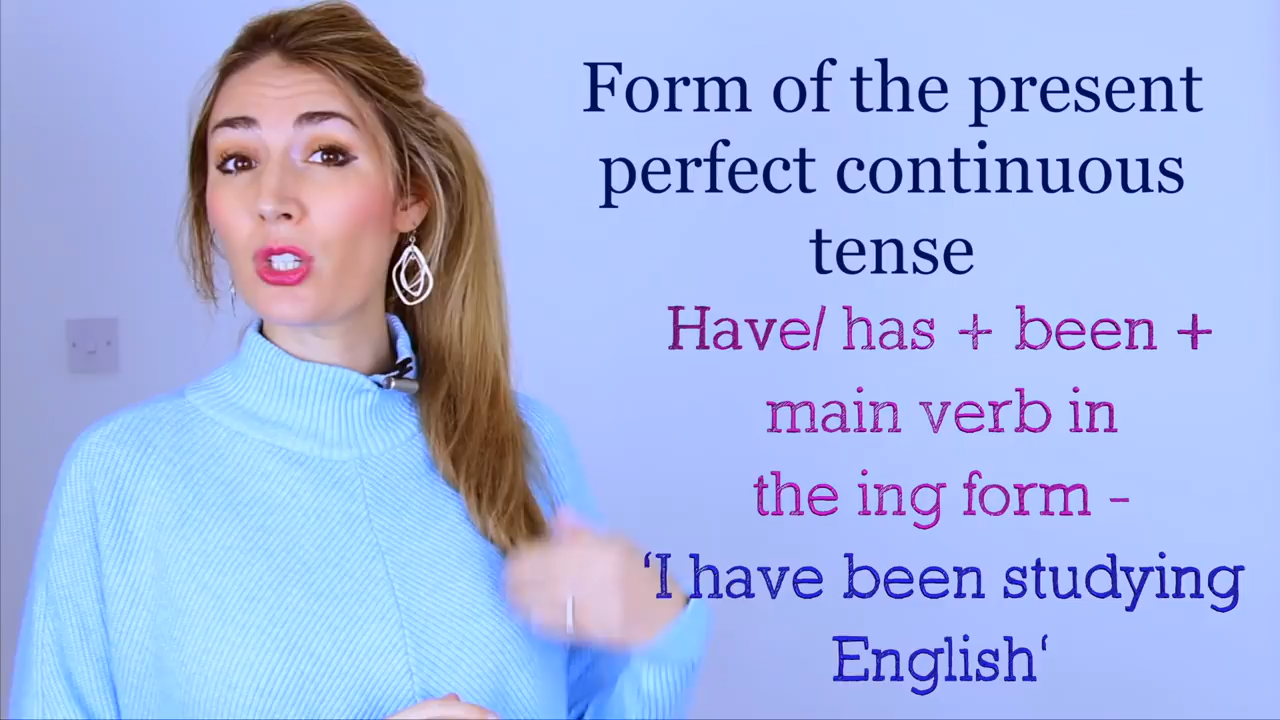 Form of the present
perfect continuous
tense
Have/ has + been +
main verb in
the ing form -
‘I have been studying
English‘